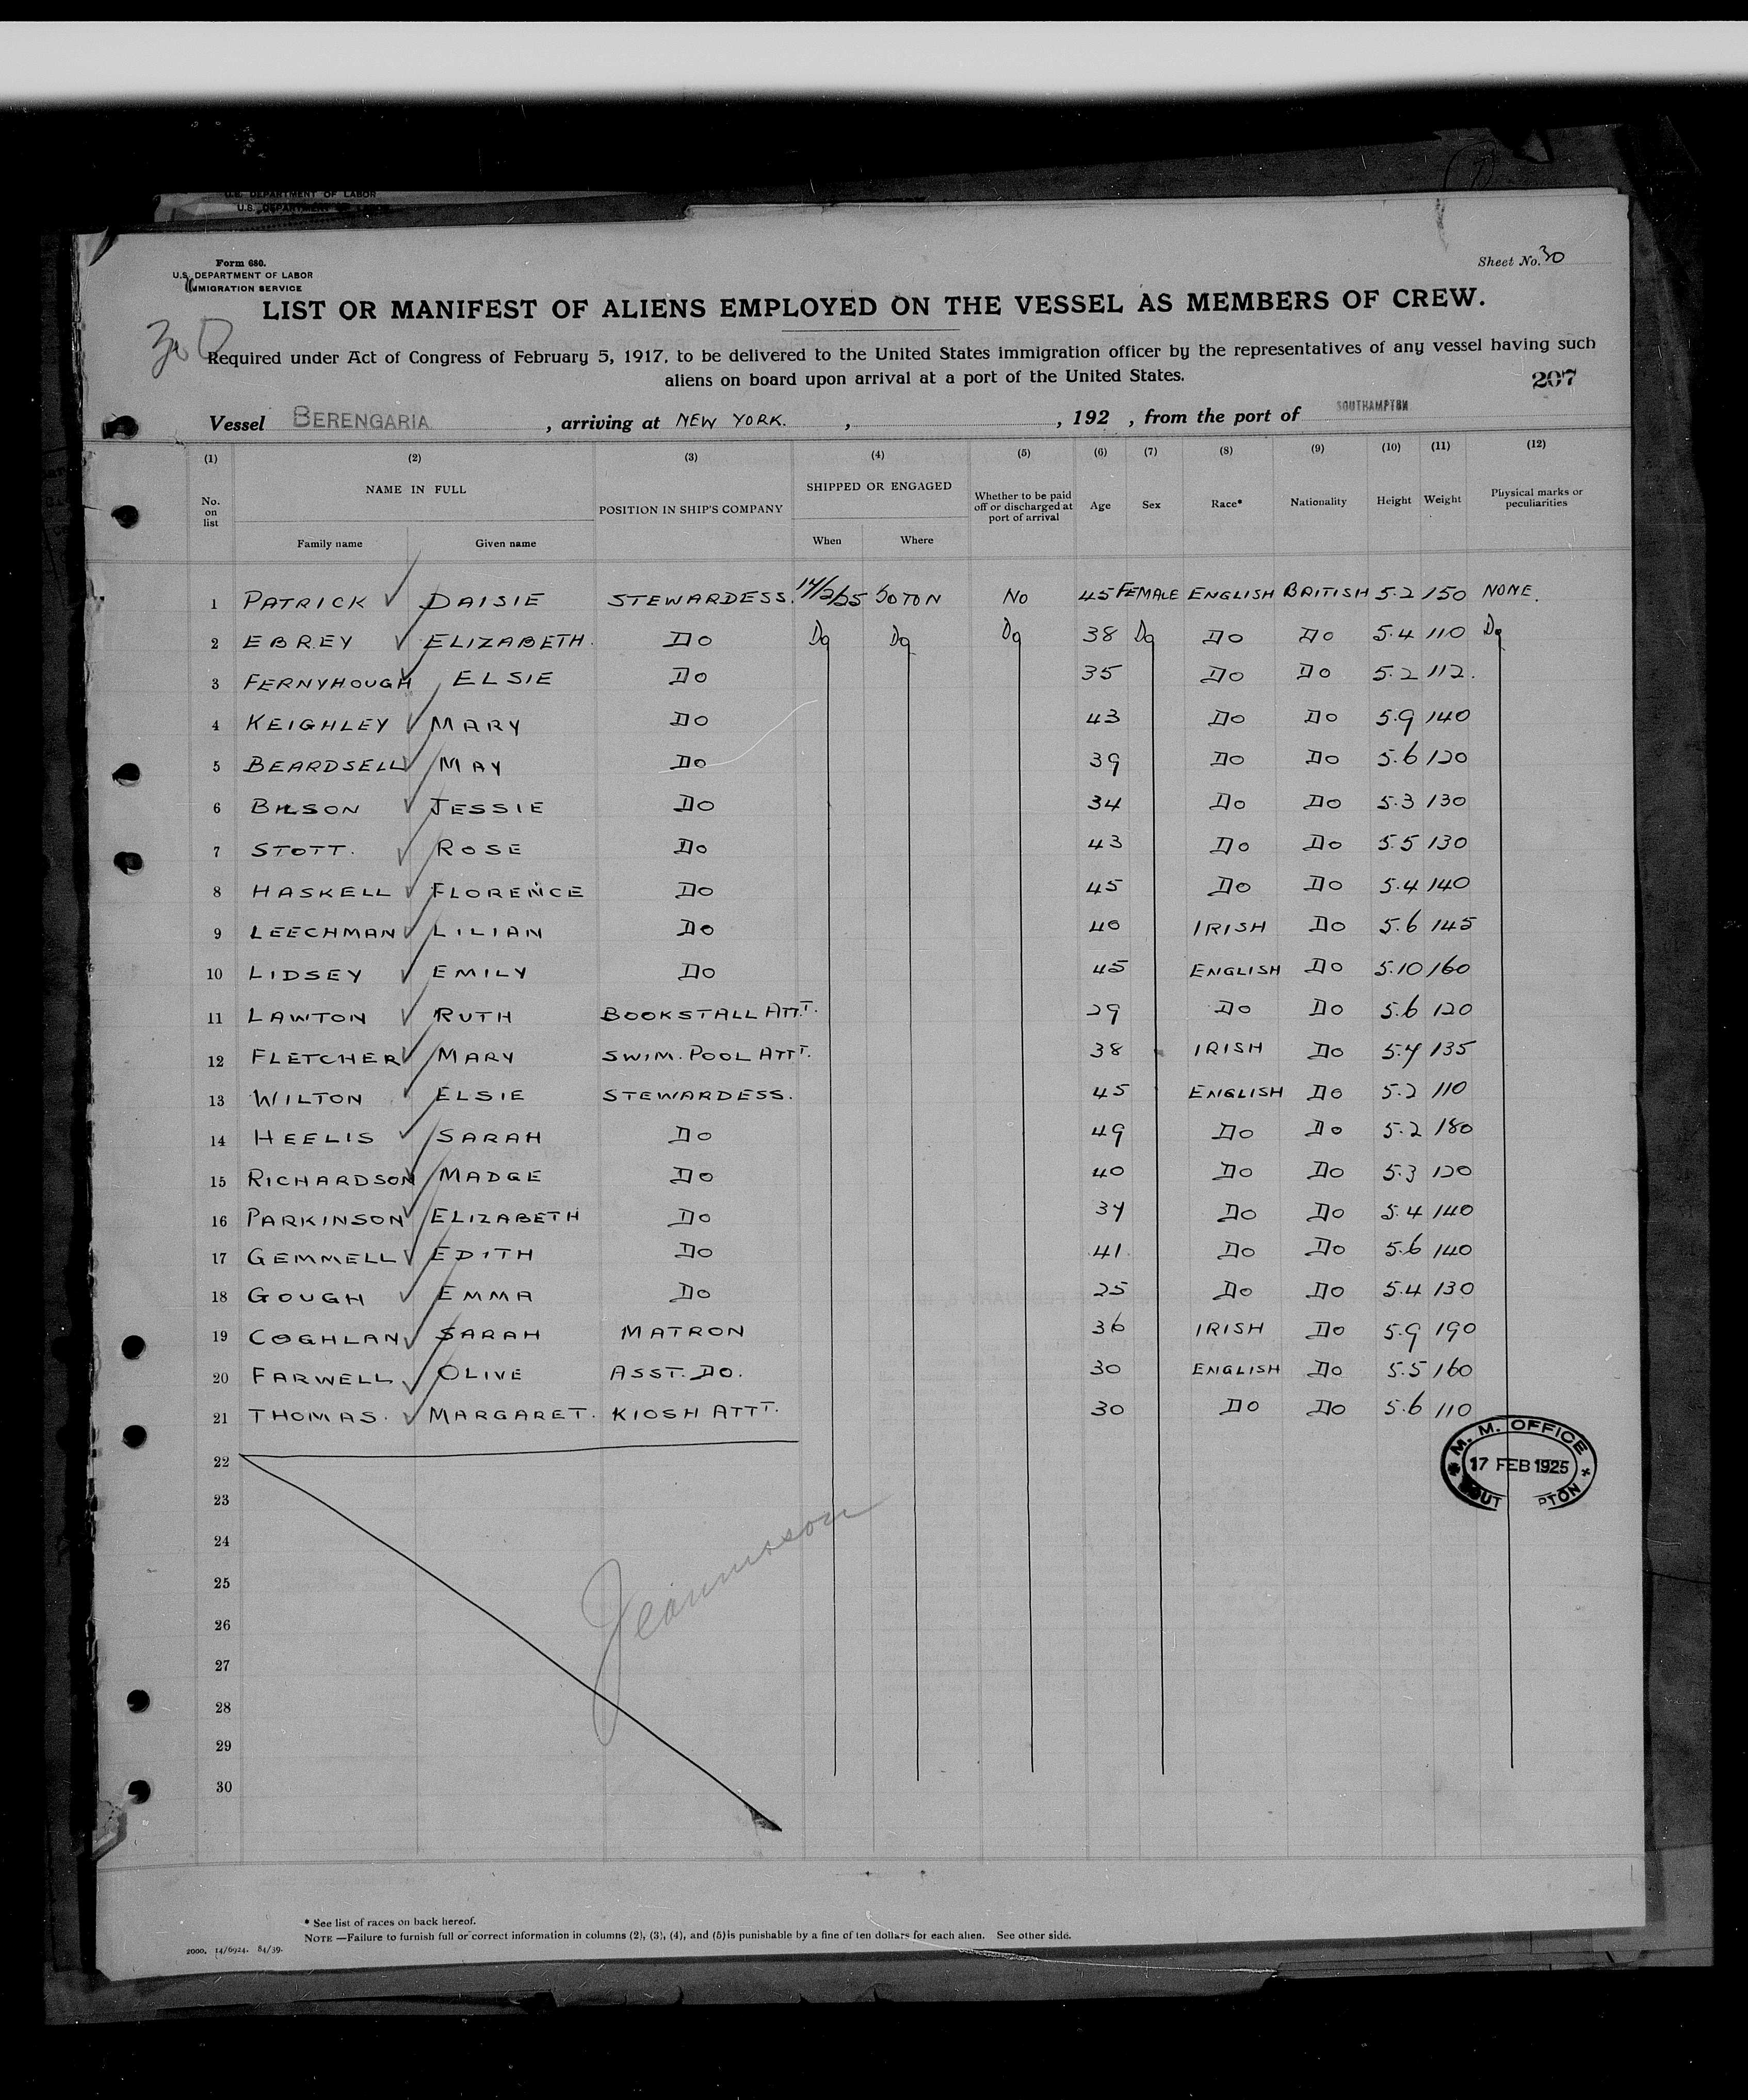 U.S. DEPARTMENT OF LABOR
U.S. DEPARTMENT OF LABOR
Form 680.
U.S. DEPARTMENT OF LABOR
IMMIGRATION SERVICE
Sheet No. 30
LIST OR MANIFEST OF ALIENS EMPLOYED ON THE VESSEL AS MEMBERS OF CREW.
Required under Act of Congress of February 5, 1917, to be delivered to the United States immigration officer by the representatives of any vessel having such
aliens on board upon arrival at a port of the United States.
207
Vessel BERENGARIA , arriving at NEW YORK. , , 192 , from the port of SOUTHAMPTON
(1) (2) (3) (4) (5) (6) (7) (8) (9) (10) (11) (12)
No. on list NAME IN FULL POSITION IN SHIP'S COMPANY SHIPPED OR ENGAGED Whether to be paid off or discharged at port of arrival Age Sex Race* Nationality Height Weight Physical marks or peculiarities
Family name Given name When Where
1 PATRICK DAISIE STEWARDESS. 14/2/25 SOTON NO 45 FEMALE ENGLISH BRITISH 5.2 150 NONE.
2 EBREY ELIZABETH. DO DO DO DO 38 DO DO DO 5.4 110 DO
3 FERNYHOUGH ELSIE DO 35 DO DO 5.2 112.
4 KEIGHLEY MARY DO 43 DO DO 5.9 140
5 BEARDSELL MAY DO 39 DO DO 5.6 120
6 BILSON JESSIE DO 34 DO DO 5.3 130
7 STOTT. ROSE DO 43 DO DO 5.5 130
8 HASKELL FLORENCE DO 45 DO DO 5.4 140
9 LEECHMAN LILIAN DO 40 IRISH DO 5.6 145
10 LIDSEY EMILY DO 45 ENGLISH DO 5.10 160
11 LAWTON RUTH BOOKSTALL ATTT. 29 DO DO 5.6 120
12 FLETCHER MARY SWIM. POOL ATTT. 38 IRISH DO 5.4 135
13 WILTON ELSIE STEWARDESS. 45 ENGLISH DO 5.2 110
14 HEELIS SARAH DO 49 DO DO 5.2 180
15 RICHARDSON MADGE DO 40 DO DO 5.3 120
16 PARKINSON ELIZABETH DO 34 DO DO 5.4 140
17 GEMMELL EDITH DO 41 DO DO 5.6 140
18 GOUGH EMMA DO 25 DO DO 5.4 130
19 COGHLAN SARAH MATRON 36 IRISH DO 5.9 190
20 FARWELL OLIVE ASST. DO. 30 ENGLISH DO 5.5 160
21 THOMAS. MARGARET. KIOSH ATTT. 30 DO DO 5.6 110
M. M. OFFICE
17 FEB 1925
22
23
24
25
26
27
28
29
30
* See list of races on back hereof.
NOTE —Failure to furnish full or correct information in columns (2), (3), (4), and (5) is punishable by a fine of ten dollars for each alien. See other side.
2000. 14/6924. 84/39.